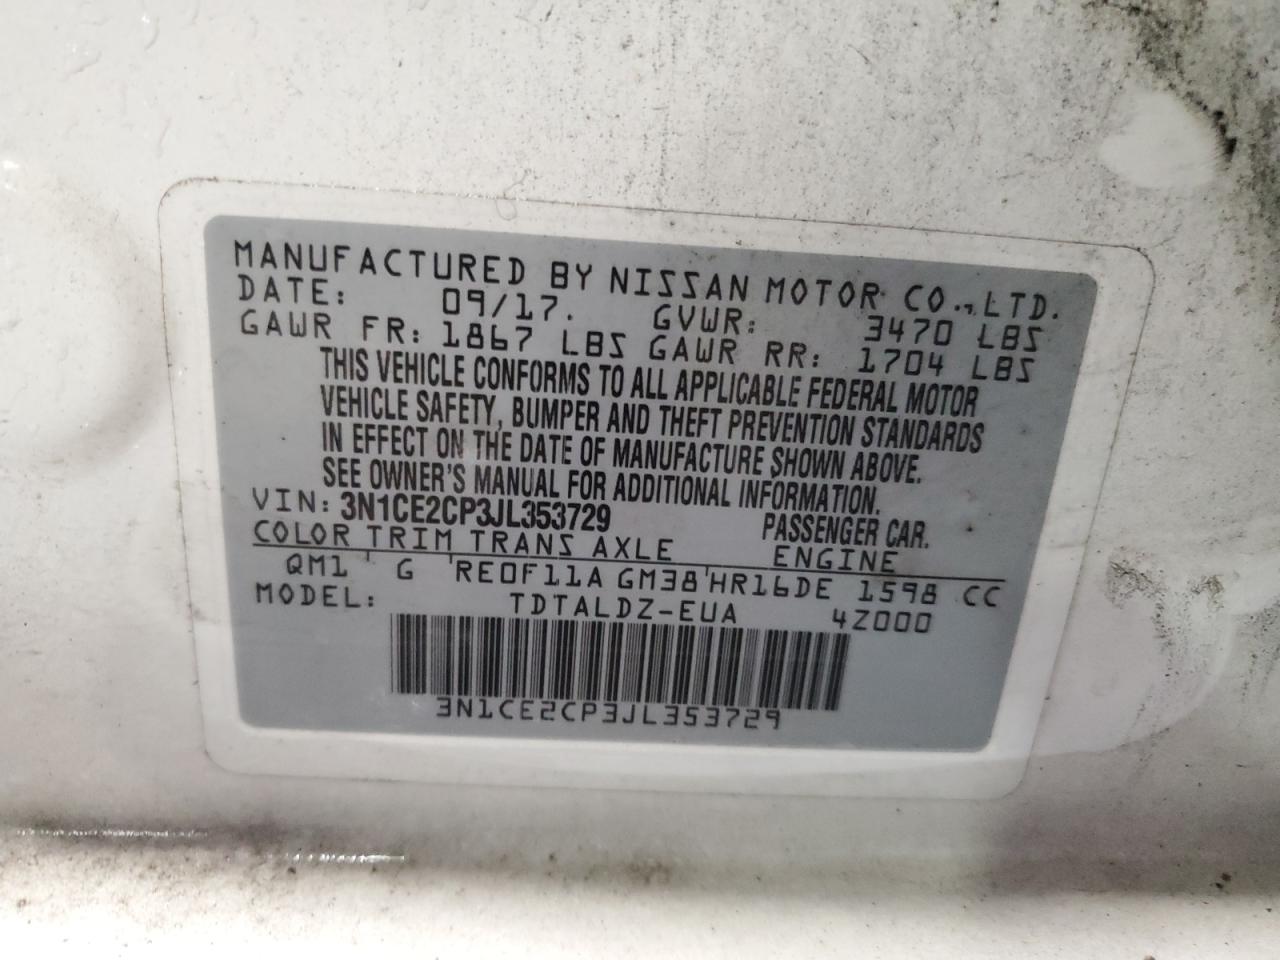 MANUFACTURED BY NISSAN MOTOR CO., LTD.
DATE: 09/17. GVWR: 3470 LBS
GAWR FR: 1867 LBS GAWR RR: 1704 LBS
THIS VEHICLE CONFORMS TO ALL APPLICABLE FEDERAL MOTOR
VEHICLE SAFETY, BUMPER AND THEFT PREVENTION STANDARDS
IN EFFECT ON THE DATE OF MANUFACTURE SHOWN ABOVE.
SEE OWNER'S MANUAL FOR ADDITIONAL INFORMATION.
VIN: 3N1CE2CP3JL353729 PASSENGER CAR.
COLOR TRIM TRANS AXLE ENGINE
QM1 G RE0F11A GM38 HR16DE 1598 CC
MODEL: TDTALDZ-EUA 4Z000
3N1CE2CP3JL353729